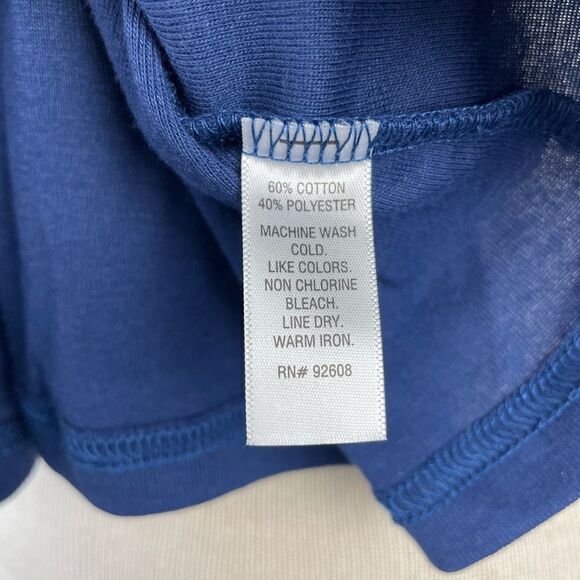 60% COTTON
40% POLYESTER
MACHINE WASH
COLD.
LIKE COLORS.
NON CHLORINE
BLEACH.
LINE DRY.
WARM IRON.
RN# 92608